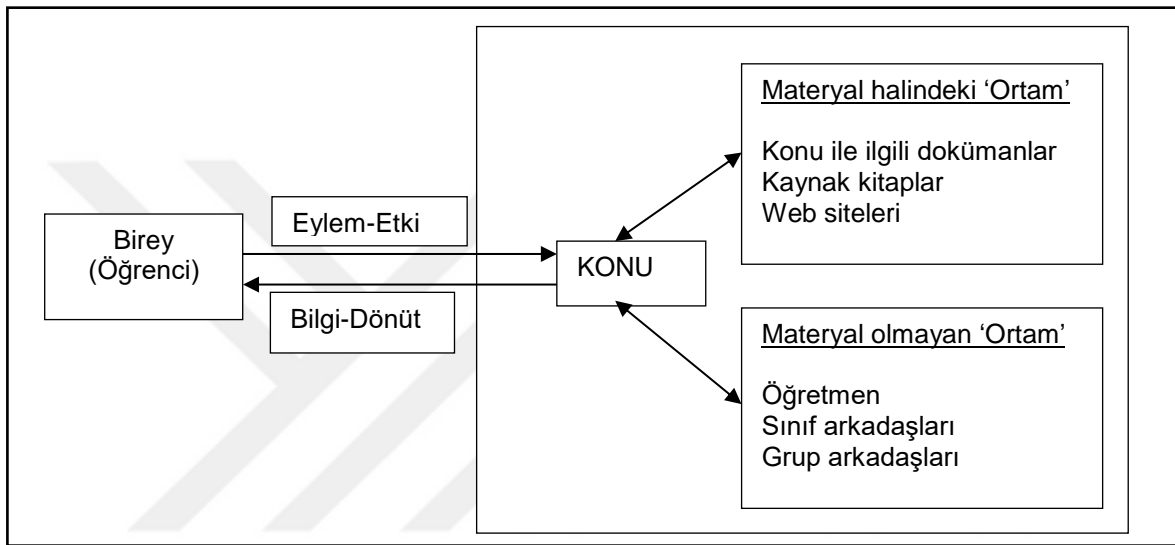 Birey
(Öğrenci)
Eylem-Etki
Bilgi-Dönüt
KONU
Materyal halindeki ‘Ortam’
Konu ile ilgili dokümanlar
Kaynak kitaplar
Web siteleri
Materyal olmayan ‘Ortam’
Öğretmen
Sınıf arkadaşları
Grup arkadaşları